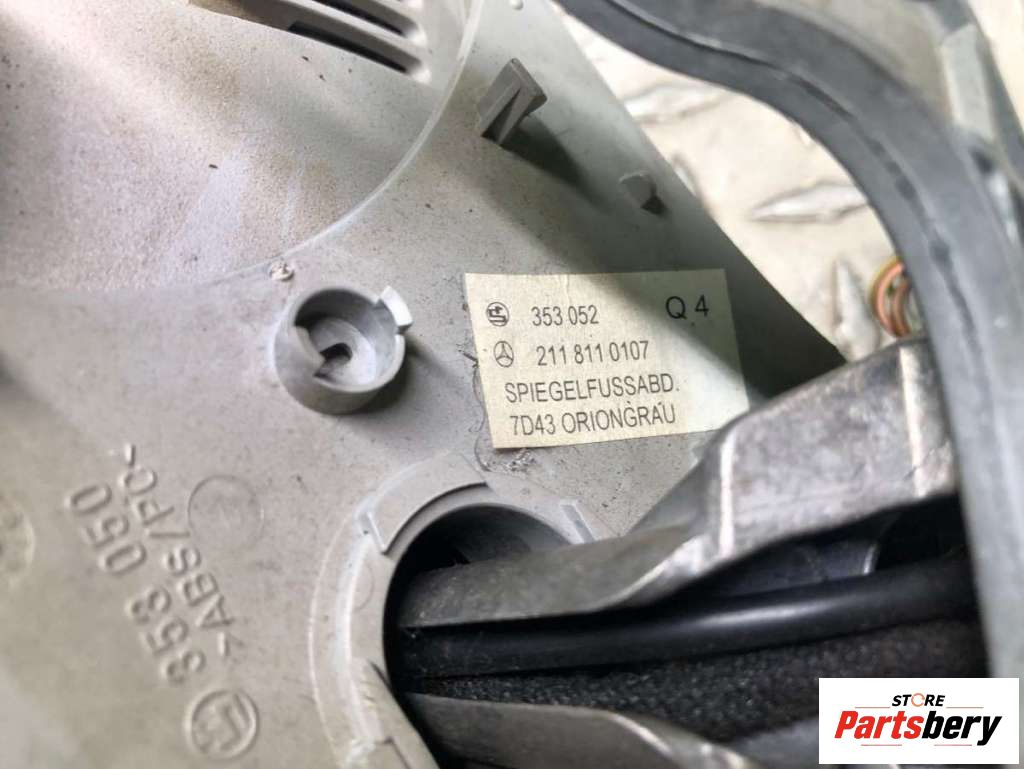 353 052 Q 4
211 811 0107
SPIEGELFUSSABD.
7D43 ORIONGRAU
353 050
>ABS/PC-
STORE
Partsbery